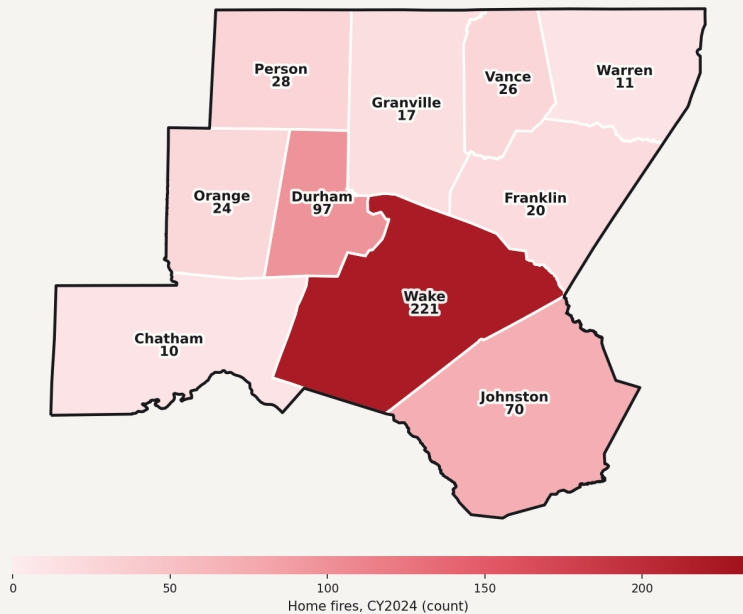 Person
28
Granville
17
Vance
26
Warren
11
Orange
24
Durham
97
Franklin
20
Wake
221
Chatham
10
Johnston
70
0 50 100 150 200
Home fires, CY2024 (count)